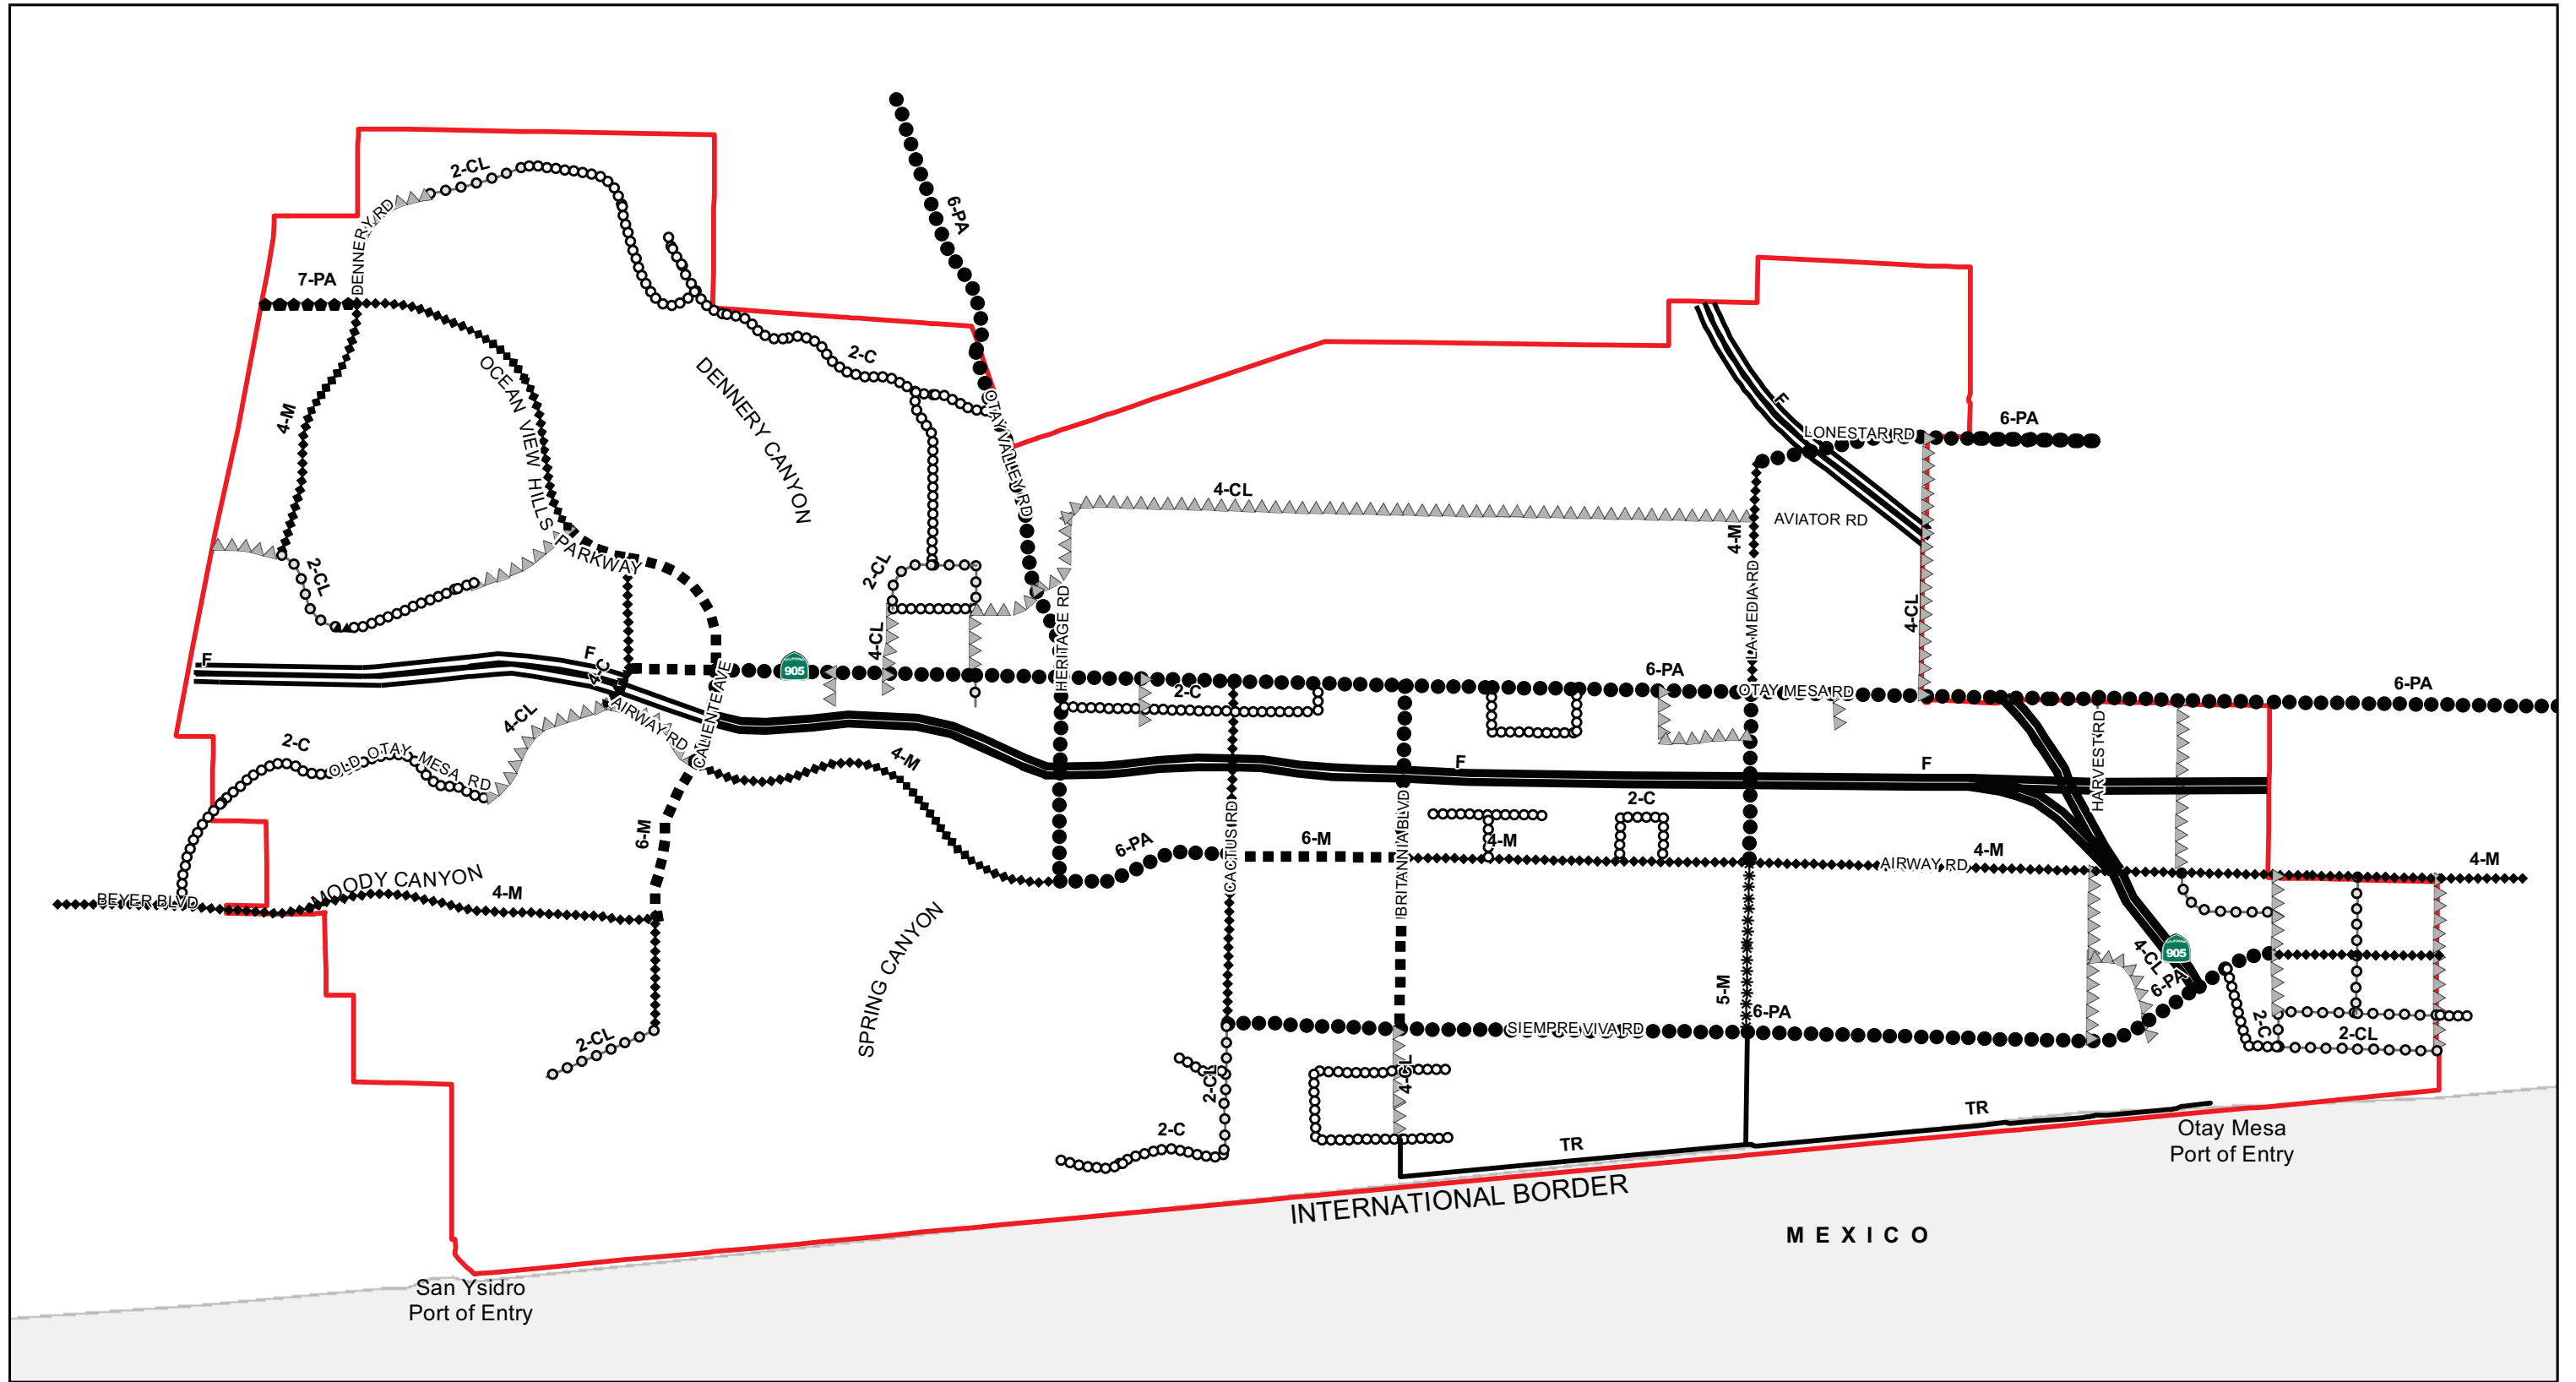 2-CL
6-PA
DENNERY RD
7-PA
OCEAN VIEW HILLS
PARKWAY
2-C
DENNERY CANYON
4-M
OTAY VALLEY RD
F
LONESTAR RD
6-PA
4-CL
AVIATOR RD
4-M
2-CL
2-CL
4-CL
HERITAGE RD
LA MEDIA RD
4-CL
F
F
4-C
CALIFORNIA
905
CALIENTE AVE
2-C
6-PA
OTAY MESA RD
6-PA
4-CL
AIRWAY RD
2-C
OLD OTAY MESA RD
4-M
F
F
HARVEST RD
6-M
6-PA
CACTUS RD
6-M
BRITANNIA BLVD
4-M
2-C
AIRWAY RD
4-M
4-M
BEYER BLVD
MOODY CANYON
4-M
SPRING CANYON
4-CL
CALIFORNIA
905
6-PA
5-M
6-PA
SIEMPRE VIVA RD
2-C
2-CL
2-CL
2-CL
4-CL
2-C
TR
TR
Otay Mesa
Port of Entry
INTERNATIONAL BORDER
MEXICO
San Ysidro
Port of Entry